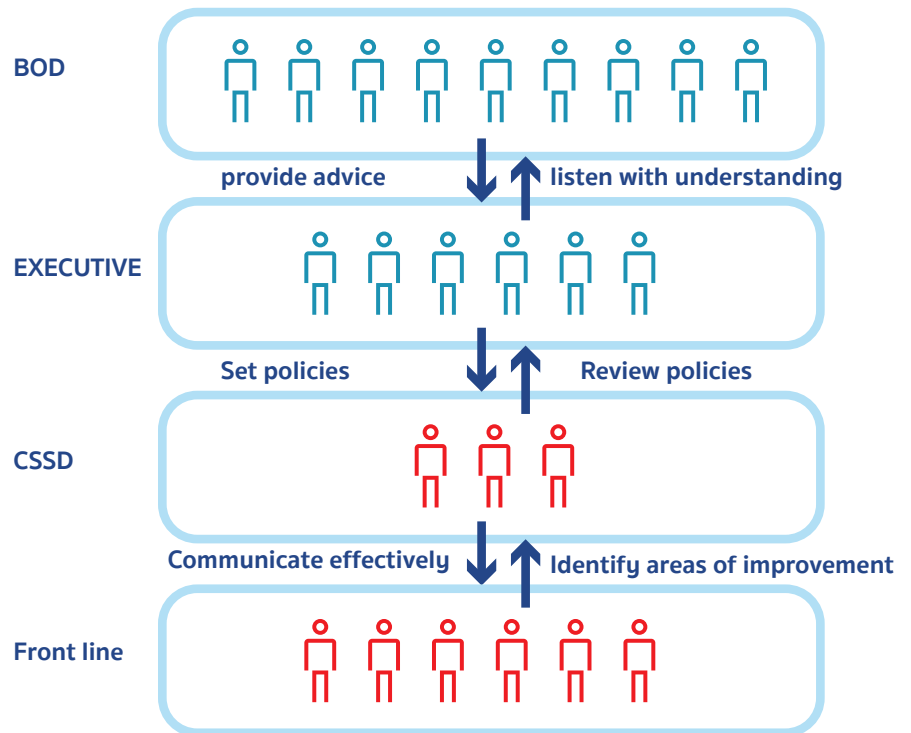 BOD
provide advice
listen with understanding
EXECUTIVE
Set policies
Review policies
CSSD
Communicate effectively
Identify areas of improvement
Front line